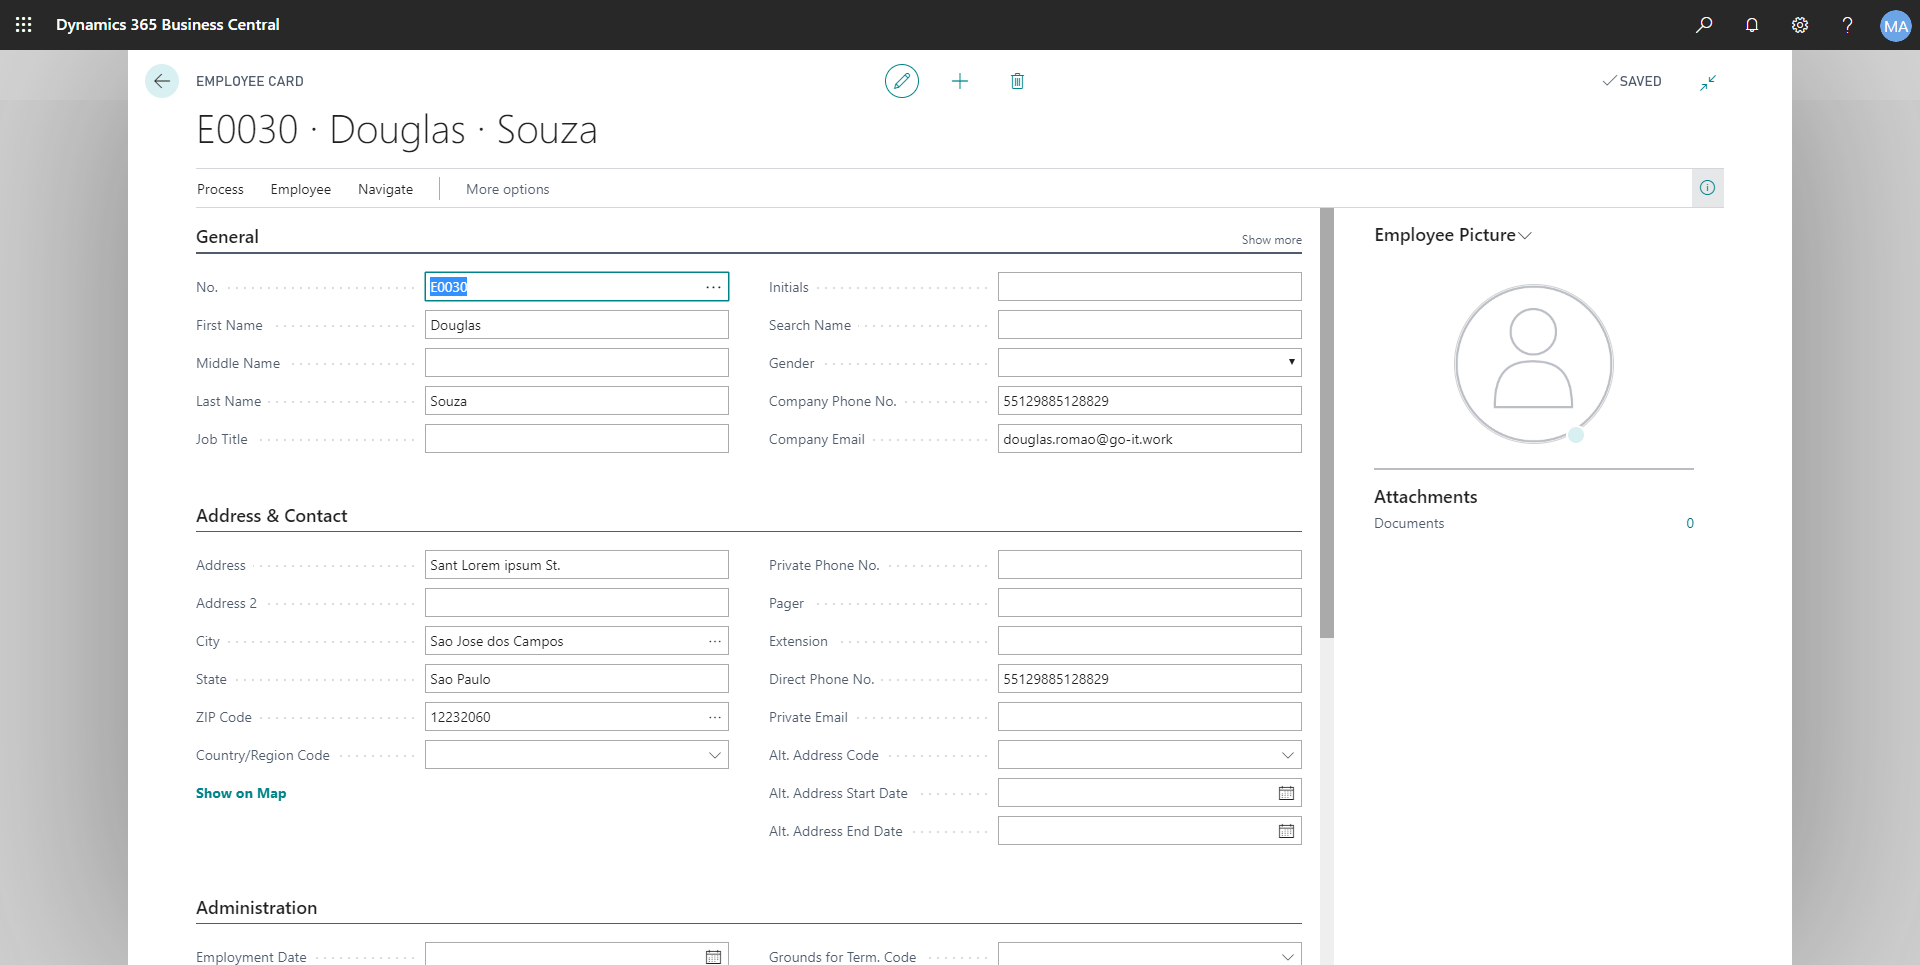 Dynamics 365 Business Central
MA
EMPLOYEE CARD
SAVED
E0030 · Douglas · Souza
Process Employee Navigate More options
General
Show more
No. E0030
First Name Douglas
Middle Name
Last Name Souza
Job Title
Initials
Search Name
Gender
Company Phone No. 55129885128829
Company Email douglas.romao@go-it.work
Address & Contact
Address Sant Lorem ipsum St.
Address 2
City Sao Jose dos Campos
State Sao Paulo
ZIP Code 12232060
Country/Region Code
Show on Map
Private Phone No.
Pager
Extension
Direct Phone No. 55129885128829
Private Email
Alt. Address Code
Alt. Address Start Date
Alt. Address End Date
Administration
Employment Date
Grounds for Term. Code
Employee Picture
Attachments
Documents 0